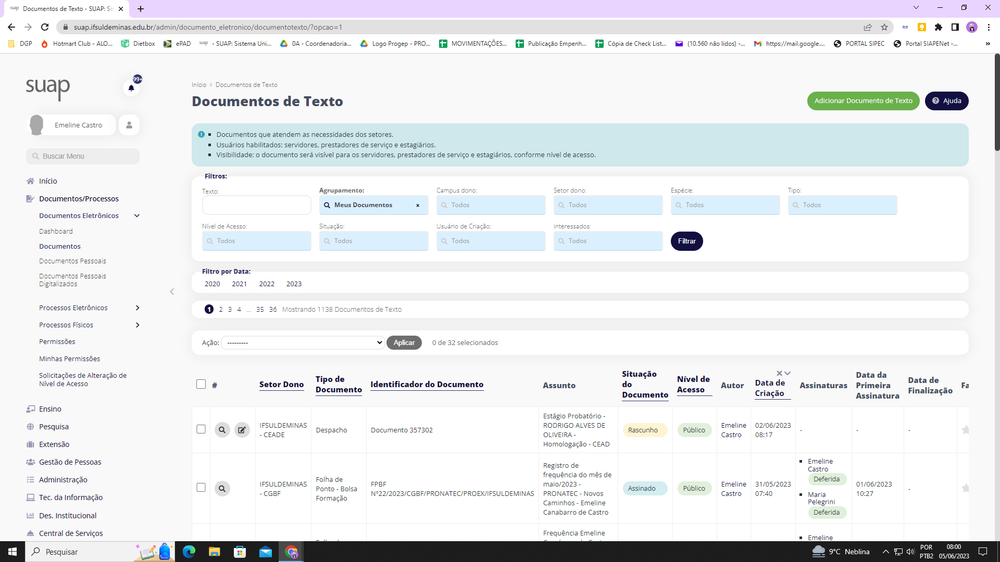 suap Documentos de Texto - SUAP: Sis
suap.ifsuldeminas.edu.br/admin/documento_eletronico/documentotexto/?opcao=1
DGP Hotmart Club - ALO... Dietbox ePAD suap - SUAP: Sistema Uni... 0A - Coordenadoria... Logo Progep - PRO... MOVIMENTAÇÕES... Publicação Empenh... Cópia de Check List... (10.560 não lidos) -... https://mail.google.... PORTAL SIPEC Portal SIAPENet -... »
suap
99+
Emeline Castro
Buscar Menu
Início
Documentos/Processos
Documentos Eletrônicos
Dashboard
Documentos
Documentos Pessoais
Documentos Pessoais
Digitalizados
Processos Eletrônicos
Processos Físicos
Permissões
Minhas Permissões
Solicitações de Alteração de
Nível de Acesso
Ensino
Pesquisa
Extensão
Gestão de Pessoas
Administração
Tec. da Informação
Des. Institucional
Central de Serviços
Início > Documentos de Texto
Documentos de Texto
Adicionar Documento de Texto
Ajuda
Documentos que atendem as necessidades dos setores.
Usuários habilitados: servidores, prestadores de serviço e estagiários.
Visibilidade: o documento será visível para os servidores, prestadores de serviço e estagiários, conforme nível de acesso.
Filtros:
Texto: Agrupamento: Campus dono: Setor dono: Espécie: Tipo:
Meus Documentos × Todos Todos Todos Todos
Nível de Acesso: Situação: Usuário de Criação: interessados:
Todos Todos Todos Todos Filtrar
Filtro por Data:
2020 2021 2022 2023
1 2 3 4 ... 35 36 Mostrando 1138 Documentos de Texto
Ação: --------- Aplicar 0 de 32 selecionados
#
Setor Dono
Tipo de
Documento
Identificador do Documento
Assunto
Situação
do
Documento
Nível de
Acesso
Autor
Data de
Criação
Assinaturas
Data da
Primeira
Assinatura
Data de
Finalização
Fa
IFSULDEMINAS
- CEADE
Despacho
Documento 357302
Estágio Probatório -
RODRIGO ALVES DE
OLIVEIRA -
Homologação - CEAD
Rascunho
Público
Emeline
Castro
02/06/2023
08:17
-
-
-
IFSULDEMINAS
- CGBF
Folha de
Ponto - Bolsa
Formação
FPBF
Nº22/2023/CGBF/PRONATEC/PROEX/IFSULDEMINAS
Registro de
frequência do mês de
maio/2023 -
PRONATEC - Novos
Caminhos - Emeline
Canabarro de Castro
Assinado
Público
Emeline
Castro
31/05/2023
07:40
Emeline
Castro
Deferida
Maria
Pelegrini
Deferida
01/06/2023
10:27
-
Frequência Emeline
Emeline
Pesquisar
9°C Neblina
POR
PTB2
08:00
05/06/2023